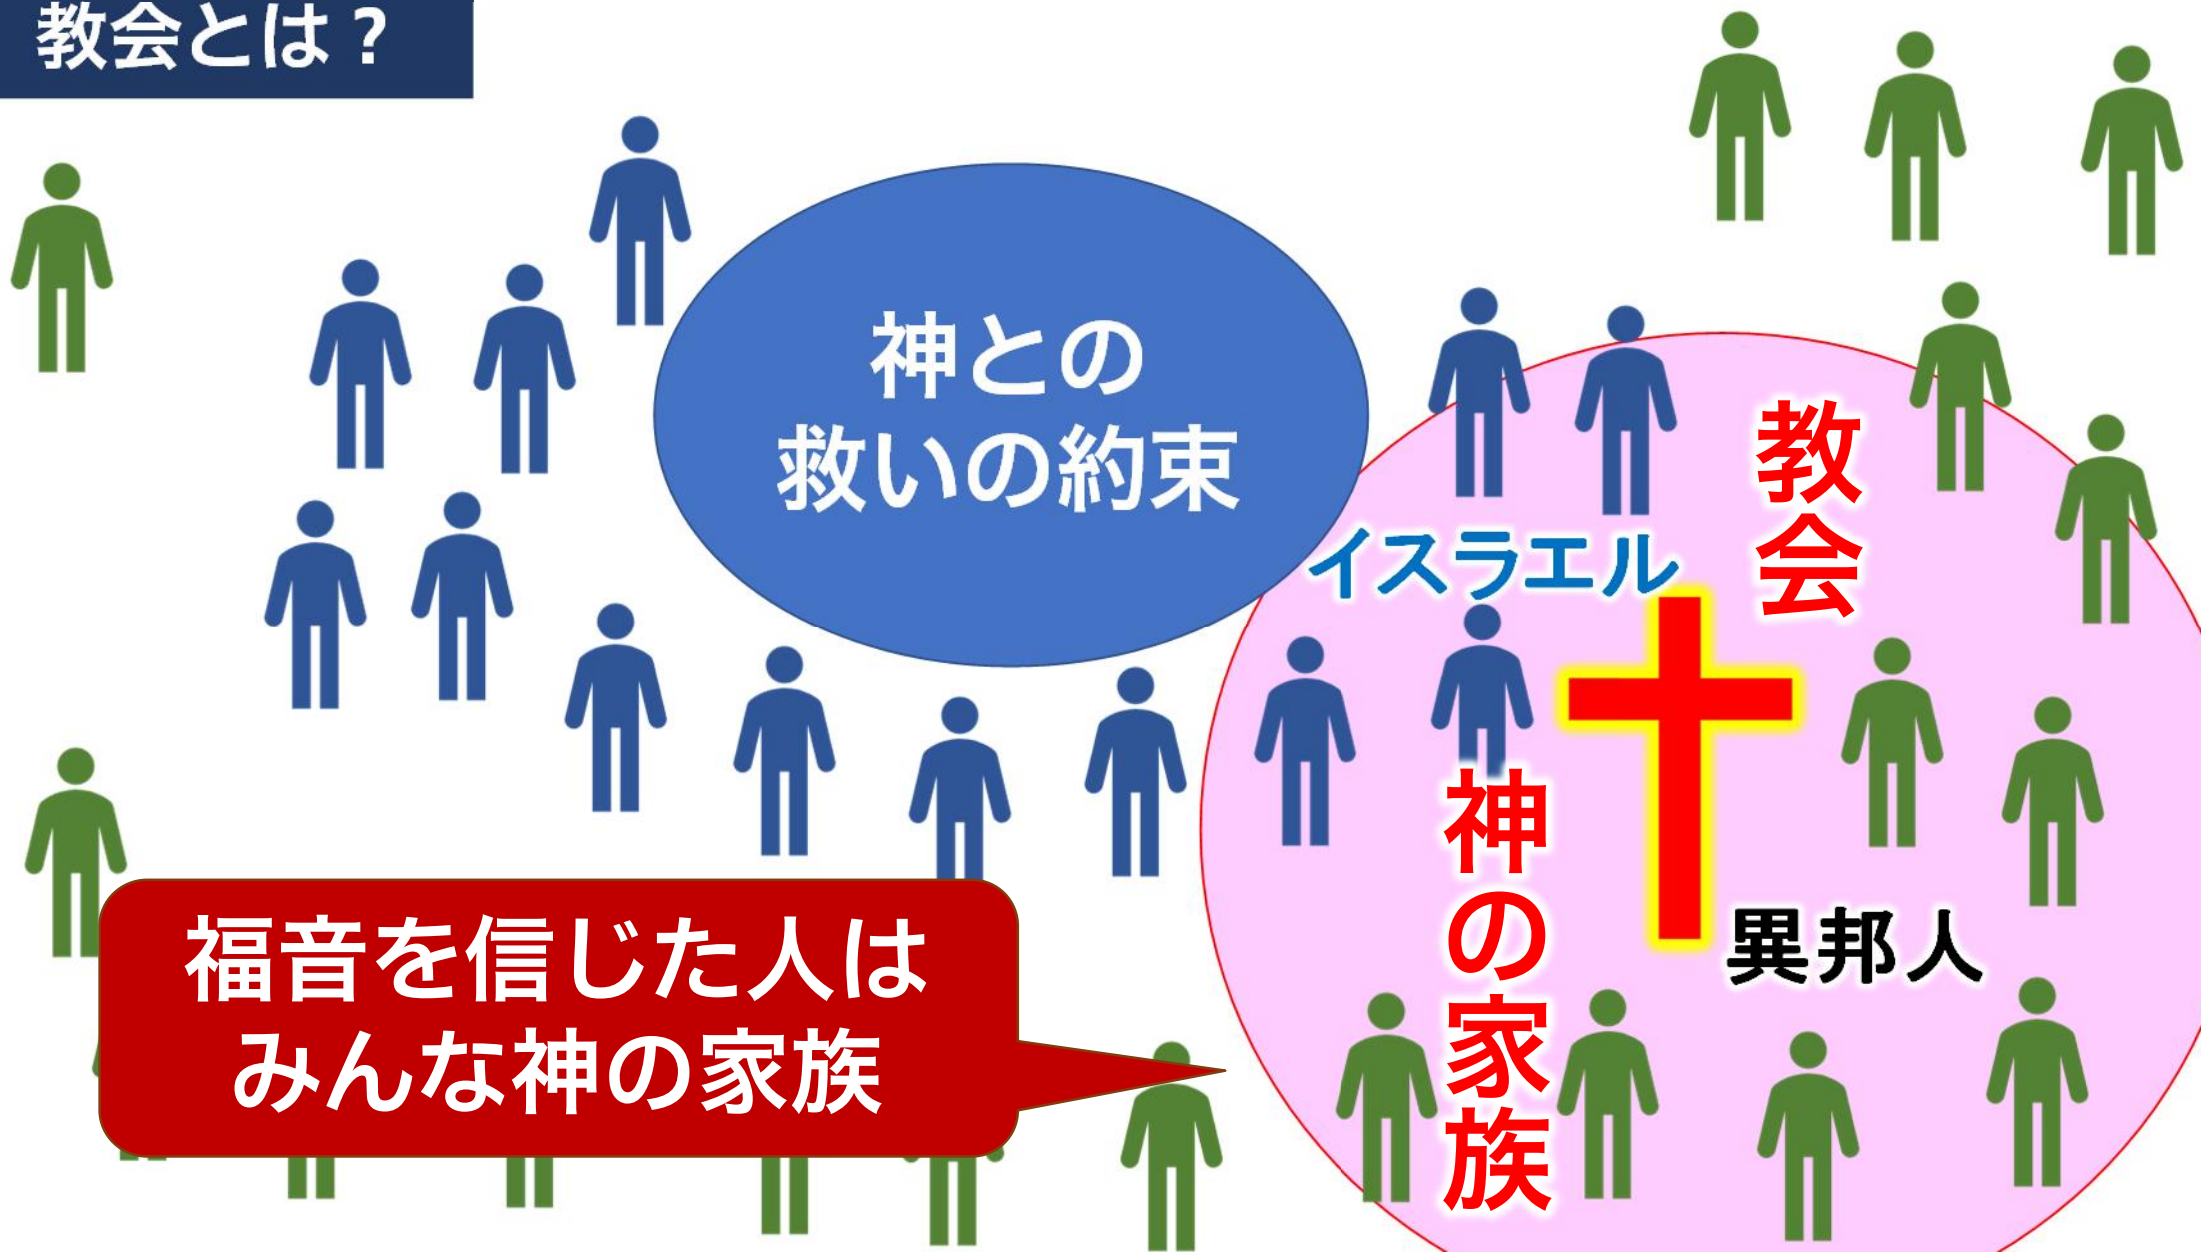 教会とは？
神との
救いの約束
イスラエル
教会
神の家族
異邦人
福音を信じた人は
みんな神の家族